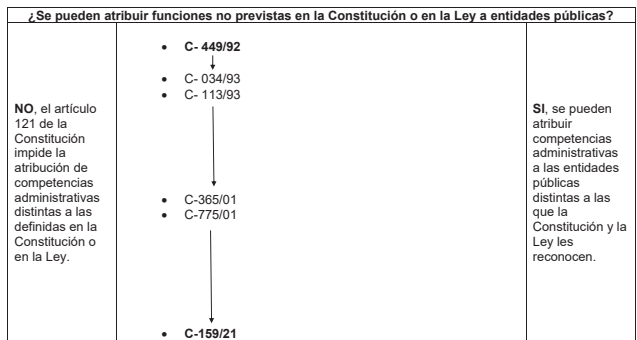 ¿Se pueden atribuir funciones no previstas en la Constitución o en la Ley a entidades públicas?
NO, el artículo
121 de la
Constitución
impide la
atribución de
competencias
administrativas
distintas a las
definidas en la
Constitución o
en la Ley.
• C- 449/92
• C- 034/93
• C- 113/93
• C-365/01
• C-775/01
• C-159/21
SI, se pueden
atribuir
competencias
administrativas
a las entidades
públicas
distintas a las
que la
Constitución y la
Ley les
reconocen.